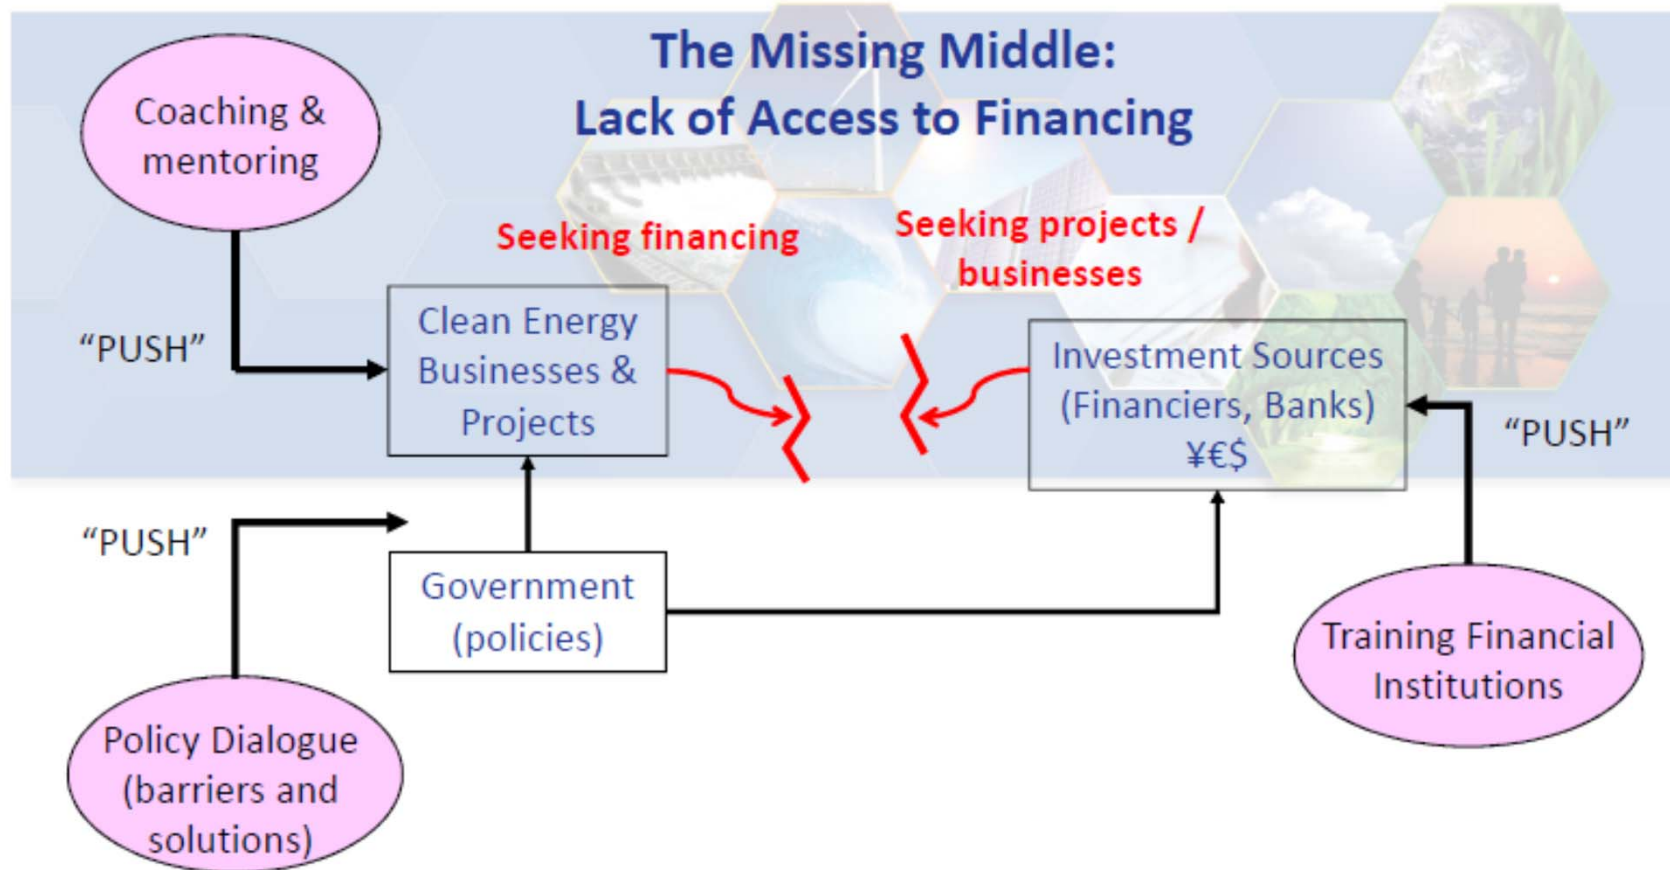 The Missing Middle:
Lack of Access to Financing
Coaching &
mentoring
Seeking financing
Seeking projects /
businesses
“PUSH”
Clean Energy
Businesses &
Projects
Investment Sources
(Financiers, Banks)
¥€$
“PUSH”
“PUSH”
Government
(policies)
Training Financial
Institutions
Policy Dialogue
(barriers and
solutions)